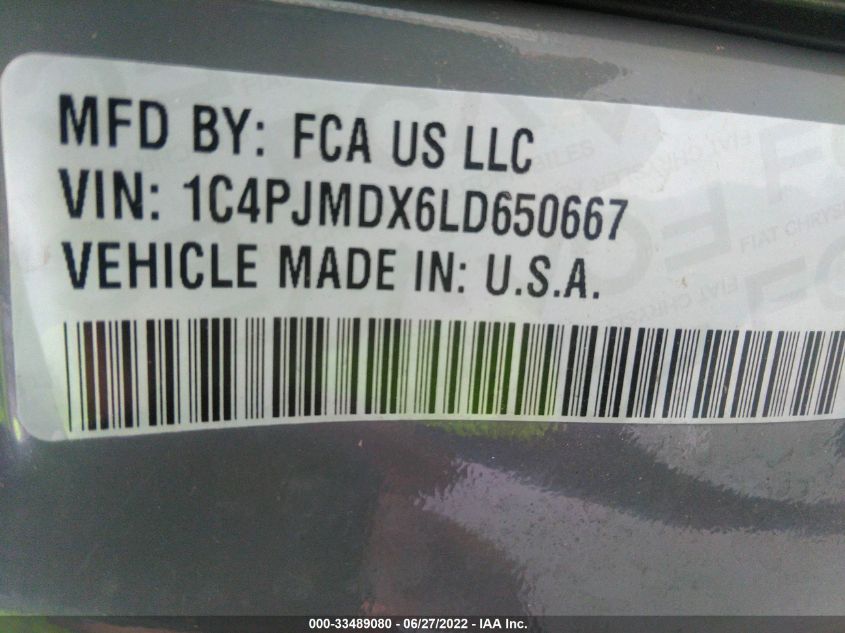 MFD BY: FCA US LLC
VIN: 1C4PJMDX6LD650667
VEHICLE MADE IN: U.S.A.
000-33489080 - 06/27/2022 - IAA Inc.